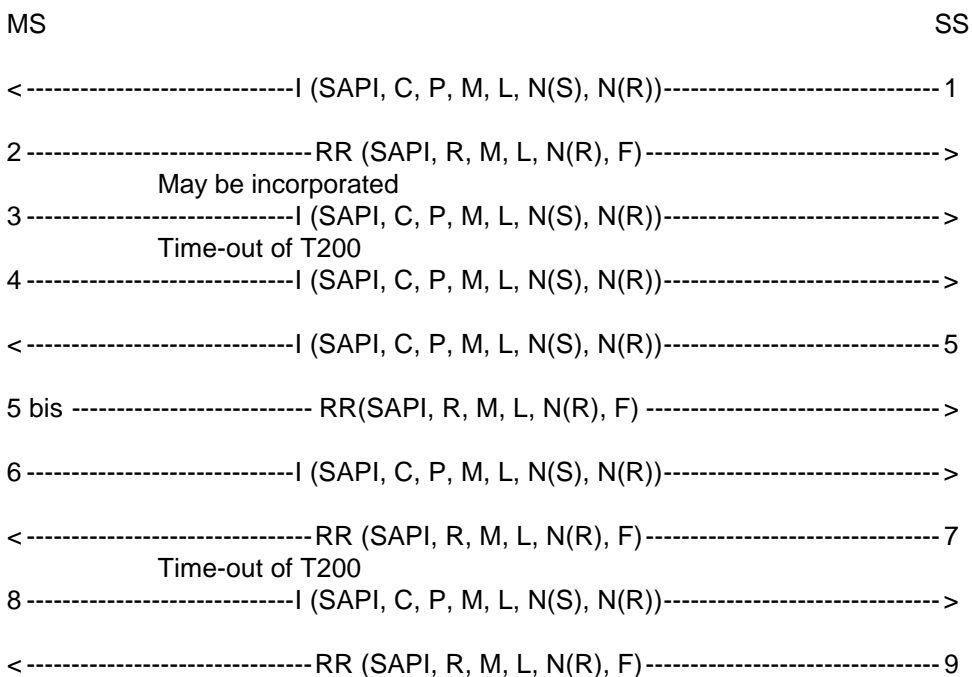 MS SS
< ------------------------------I (SAPI, C, P, M, L, N(S), N(R))------------------------------- 1
2 --------------------------------RR (SAPI, R, M, L, N(R), F)--------------------------------- >
May be incorporated
3 ------------------------------I (SAPI, C, P, M, L, N(S), N(R))------------------------------- >
Time-out of T200
4 ------------------------------I (SAPI, C, P, M, L, N(S), N(R))------------------------------- >
< ------------------------------I (SAPI, C, P, M, L, N(S), N(R))------------------------------- 5
5 bis --------------------------- RR(SAPI, R, M, L, N(R), F) --------------------------------- >
6 ------------------------------I (SAPI, C, P, M, L, N(S), N(R))------------------------------- >
< --------------------------------RR (SAPI, R, M, L, N(R), F)--------------------------------- 7
Time-out of T200
8 ------------------------------I (SAPI, C, P, M, L, N(S), N(R))------------------------------- >
< --------------------------------RR (SAPI, R, M, L, N(R), F)--------------------------------- 9